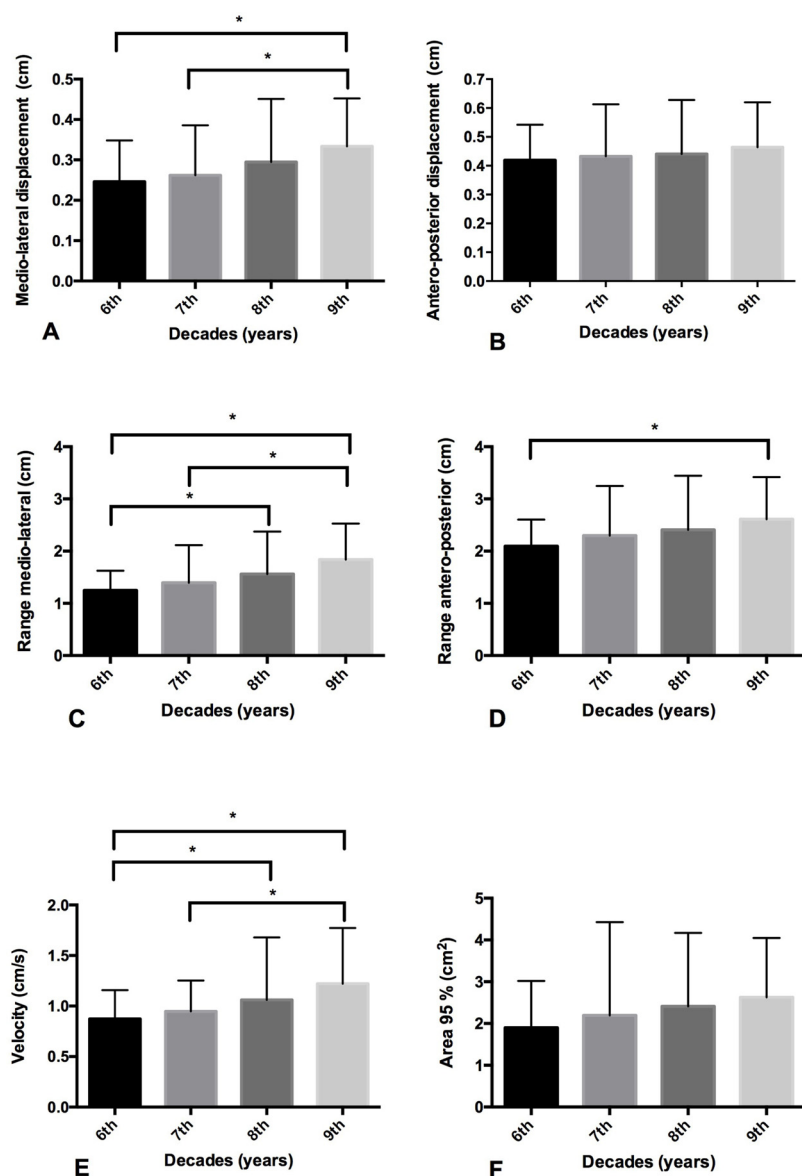 *
*
Medio-lateral displacement (cm)
0.5
0.4
0.3
0.2
0.1
0.0
6th
7th
8th
9th
Decades (years)
A
Antero-posterior displacement (cm)
0.7
0.6
0.5
0.4
0.3
0.2
0.1
0.0
6th
7th
8th
9th
Decades (years)
B
*
*
*
Range medio-lateral (cm)
4
3
2
1
0
6th
7th
8th
9th
Decades (years)
C
*
Range antero-posterior (cm)
4
3
2
1
0
6th
7th
8th
9th
Decades (years)
D
*
*
*
Velocity (cm/s)
2.0
1.5
1.0
0.5
0.0
6th
7th
8th
9th
Decades (years)
E
Area 95 % (cm²)
5
4
3
2
1
0
6th
7th
8th
9th
Decades (years)
F